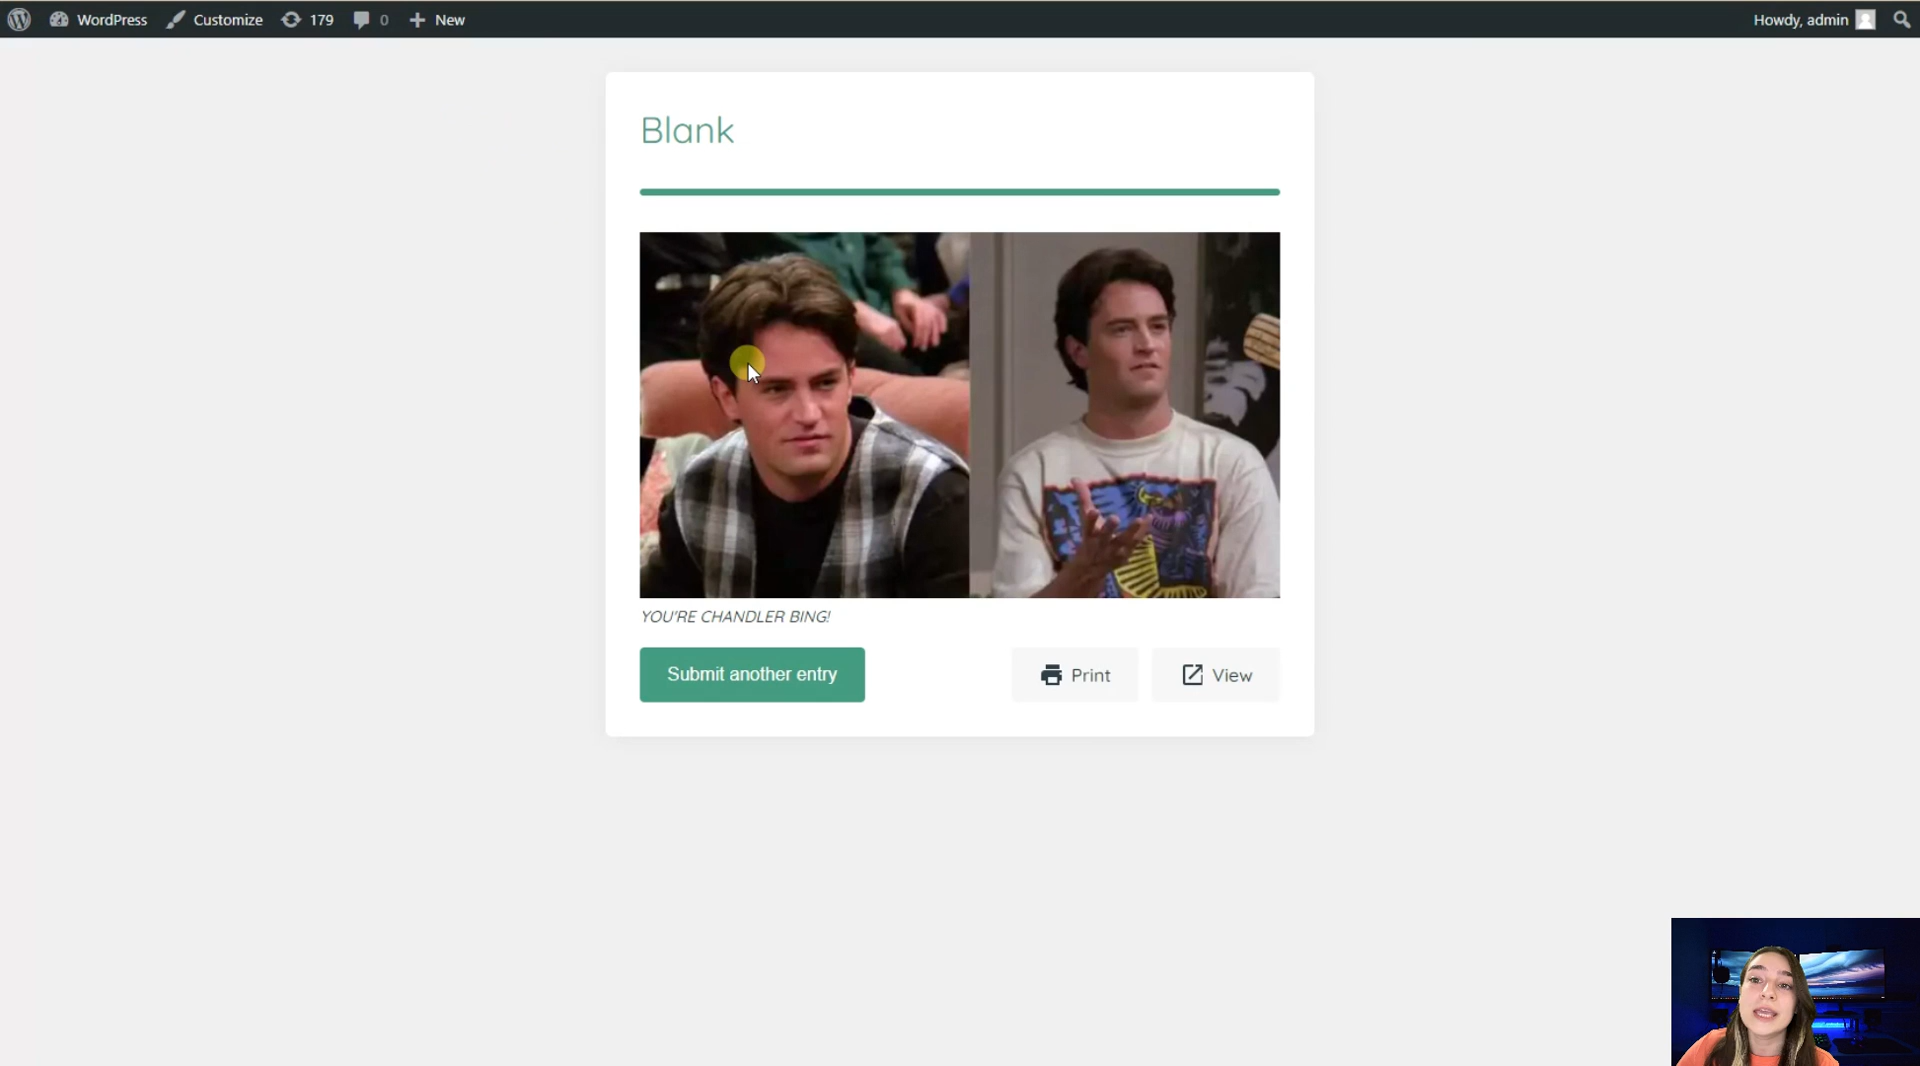 WordPress Customize 179 0 New Howdy, admin
Blank
YOU'RE CHANDLER BING!
Submit another entry Print View